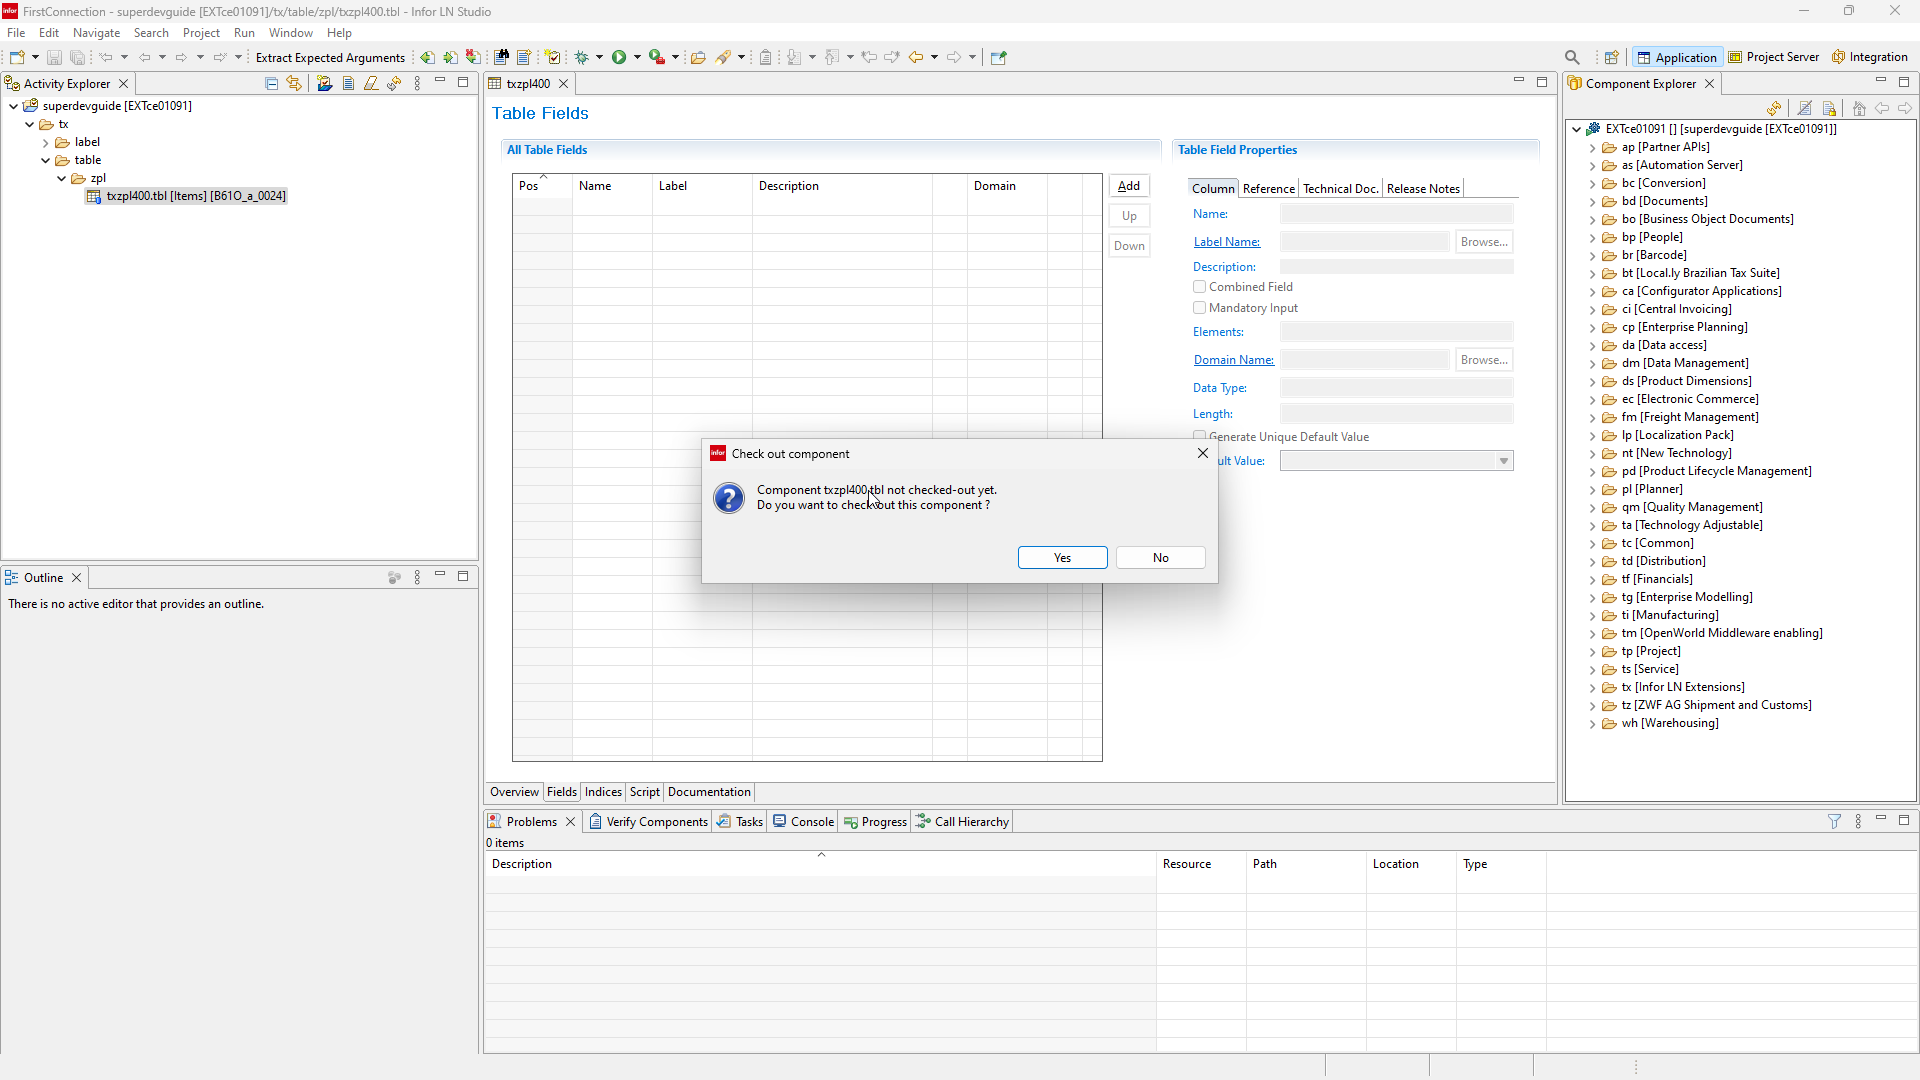 infor FirstConnection - superdevguide [EXTce01091]/tx/table/zpl/txzpl400.tbl - Infor LN Studio
File Edit Navigate Search Project Run Window Help
Extract Expected Arguments
Application Project Server Integration
Activity Explorer
superdevguide [EXTce01091]
tx
label
table
zpl
txzpl400.tbl [Items] [B61O_a_0024]
Outline
There is no active editor that provides an outline.
txzpl400
Table Fields
All Table Fields
Pos Name Label Description Domain
Add
Up
Down
Table Field Properties
Column Reference Technical Doc. Release Notes
Name:
Label Name: Browse...
Description:
Combined Field
Mandatory Input
Elements:
Domain Name: Browse...
Data Type:
Length:
Generate Unique Default Value
ult Value:
infor Check out component
Component txzpl400.tbl not checked-out yet.
Do you want to check out this component ?
Yes No
Overview Fields Indices Script Documentation
Problems Verify Components Tasks Console Progress Call Hierarchy
0 items
Description Resource Path Location Type
Component Explorer
EXTce01091 [] [superdevguide [EXTce01091]]
ap [Partner APIs]
as [Automation Server]
bc [Conversion]
bd [Documents]
bo [Business Object Documents]
bp [People]
br [Barcode]
bt [Local.ly Brazilian Tax Suite]
ca [Configurator Applications]
ci [Central Invoicing]
cp [Enterprise Planning]
da [Data access]
dm [Data Management]
ds [Product Dimensions]
ec [Electronic Commerce]
fm [Freight Management]
lp [Localization Pack]
nt [New Technology]
pd [Product Lifecycle Management]
pl [Planner]
qm [Quality Management]
ta [Technology Adjustable]
tc [Common]
td [Distribution]
tf [Financials]
tg [Enterprise Modelling]
ti [Manufacturing]
tm [OpenWorld Middleware enabling]
tp [Project]
ts [Service]
tx [Infor LN Extensions]
tz [ZWF AG Shipment and Customs]
wh [Warehousing]